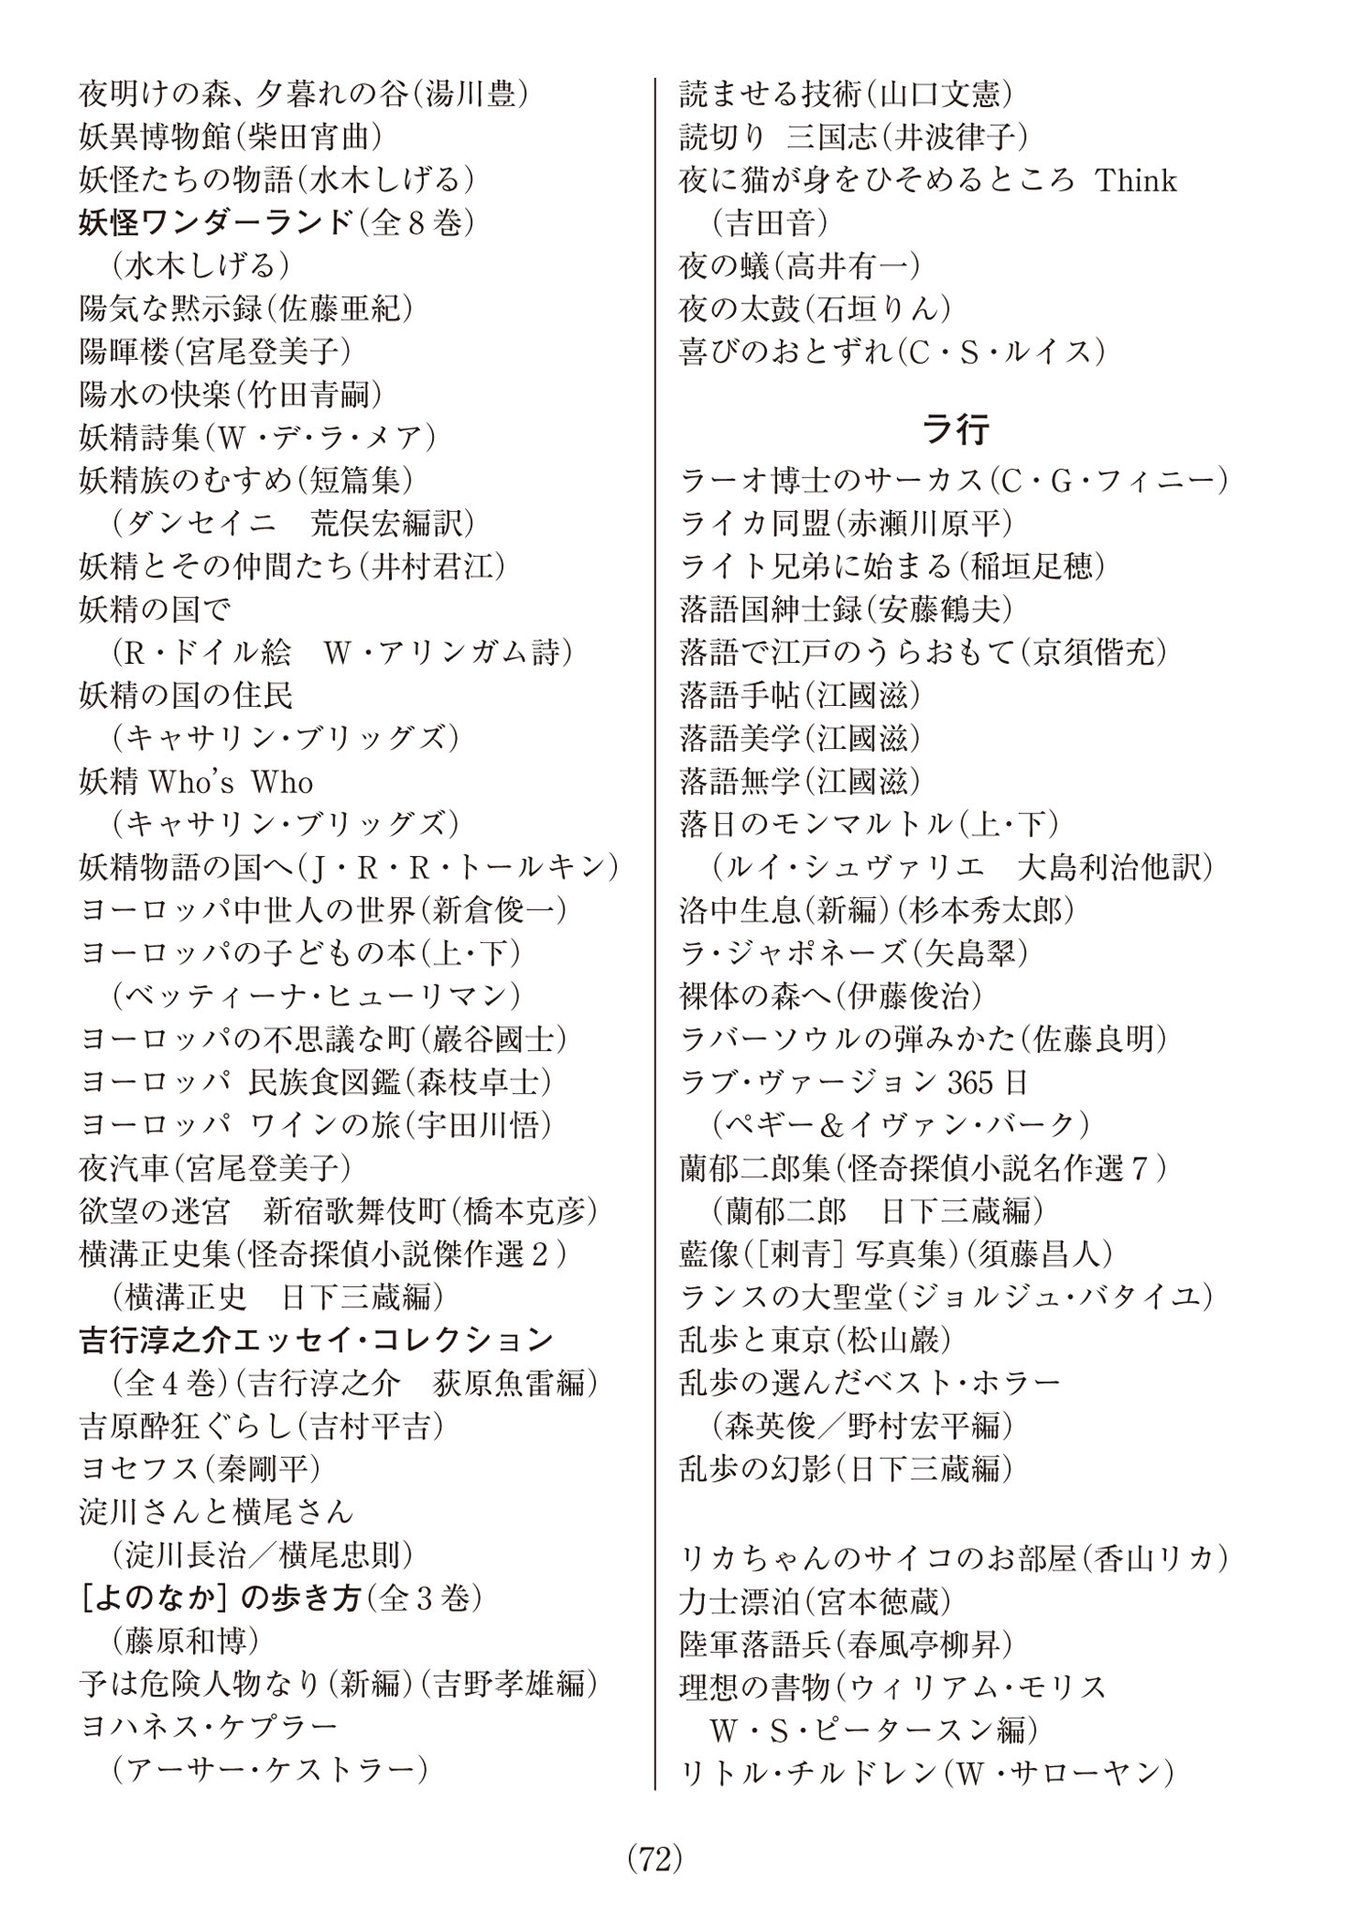 夜明けの森、夕暮れの谷(湯川豊)
妖異博物館(柴田宵曲)
妖怪たちの物語(水木しげる)
妖怪ワンダーランド(全8巻)
(水木しげる)
陽気な黙示録(佐藤亜紀)
陽暉楼(宮尾登美子)
陽水の快楽(竹田青嗣)
妖精詩集(W・デ・ラ・メア)
妖精族のむすめ(短篇集)
(ダンセイニ　荒俣宏編訳)
妖精とその仲間たち(井村君江)
妖精の国で
(R・ドイル絵　W・アリンガム詩)
妖精の国の住民
(キャサリン・ブリッグズ)
妖精 Who's Who
(キャサリン・ブリッグズ)
妖精物語の国へ(J・R・R・トールキン)
ヨーロッパ中世人の世界(新倉俊一)
ヨーロッパの子どもの本(上・下)
(ベッティーナ・ヒューリマン)
ヨーロッパの不思議な町(巖谷國士)
ヨーロッパ 民族食図鑑(森枝卓士)
ヨーロッパ ワインの旅(宇田川悟)
夜汽車(宮尾登美子)
欲望の迷宮　新宿歌舞伎町(橋本克彦)
横溝正史集(怪奇探偵小説傑作選2)
(横溝正史　日下三蔵編)
吉行淳之介エッセイ・コレクション
(全4巻)(吉行淳之介　荻原魚雷編)
吉原酔狂ぐらし(吉村平吉)
ヨセフス(秦剛平)
淀川さんと横尾さん
(淀川長治／横尾忠則)
［よのなか］の歩き方(全3巻)
(藤原和博)
予は危険人物なり(新編)(吉野孝雄編)
ヨハネス・ケプラー
(アーサー・ケストラー)
読ませる技術(山口文憲)
読切り 三国志(井波律子)
夜に猫が身をひそめるところ Think
(吉田音)
夜の蟻(高井有一)
夜の太鼓(石垣りん)
喜びのおとずれ(C・S・ルイス)
ラ行
ラーオ博士のサーカス(C・G・フィニー)
ライカ同盟(赤瀬川原平)
ライト兄弟に始まる(稲垣足穂)
落語国紳士録(安藤鶴夫)
落語で江戸のうらおもて(京須偕充)
落語手帖(江國滋)
落語美学(江國滋)
落語無学(江國滋)
落日のモンマルトル(上・下)
(ルイ・シュヴァリエ　大島利治他訳)
洛中生息(新編)(杉本秀太郎)
ラ・ジャポネーズ(矢島翠)
裸体の森へ(伊藤俊治)
ラバーソウルの弾みかた(佐藤良明)
ラブ・ヴァージョン365日
(ペギー＆イヴァン・バーク)
蘭郁二郎集(怪奇探偵小説名作選7)
(蘭郁二郎　日下三蔵編)
藍像(［刺青］写真集)(須藤昌人)
ランスの大聖堂(ジョルジュ・バタイユ)
乱歩と東京(松山巖)
乱歩の選んだベスト・ホラー
(森英俊／野村宏平編)
乱歩の幻影(日下三蔵編)
リカちゃんのサイコのお部屋(香山リカ)
力士漂泊(宮本徳蔵)
陸軍落語兵(春風亭柳昇)
理想の書物(ウィリアム・モリス
W・S・ピータースン編)
リトル・チルドレン(W・サローヤン)
(72)